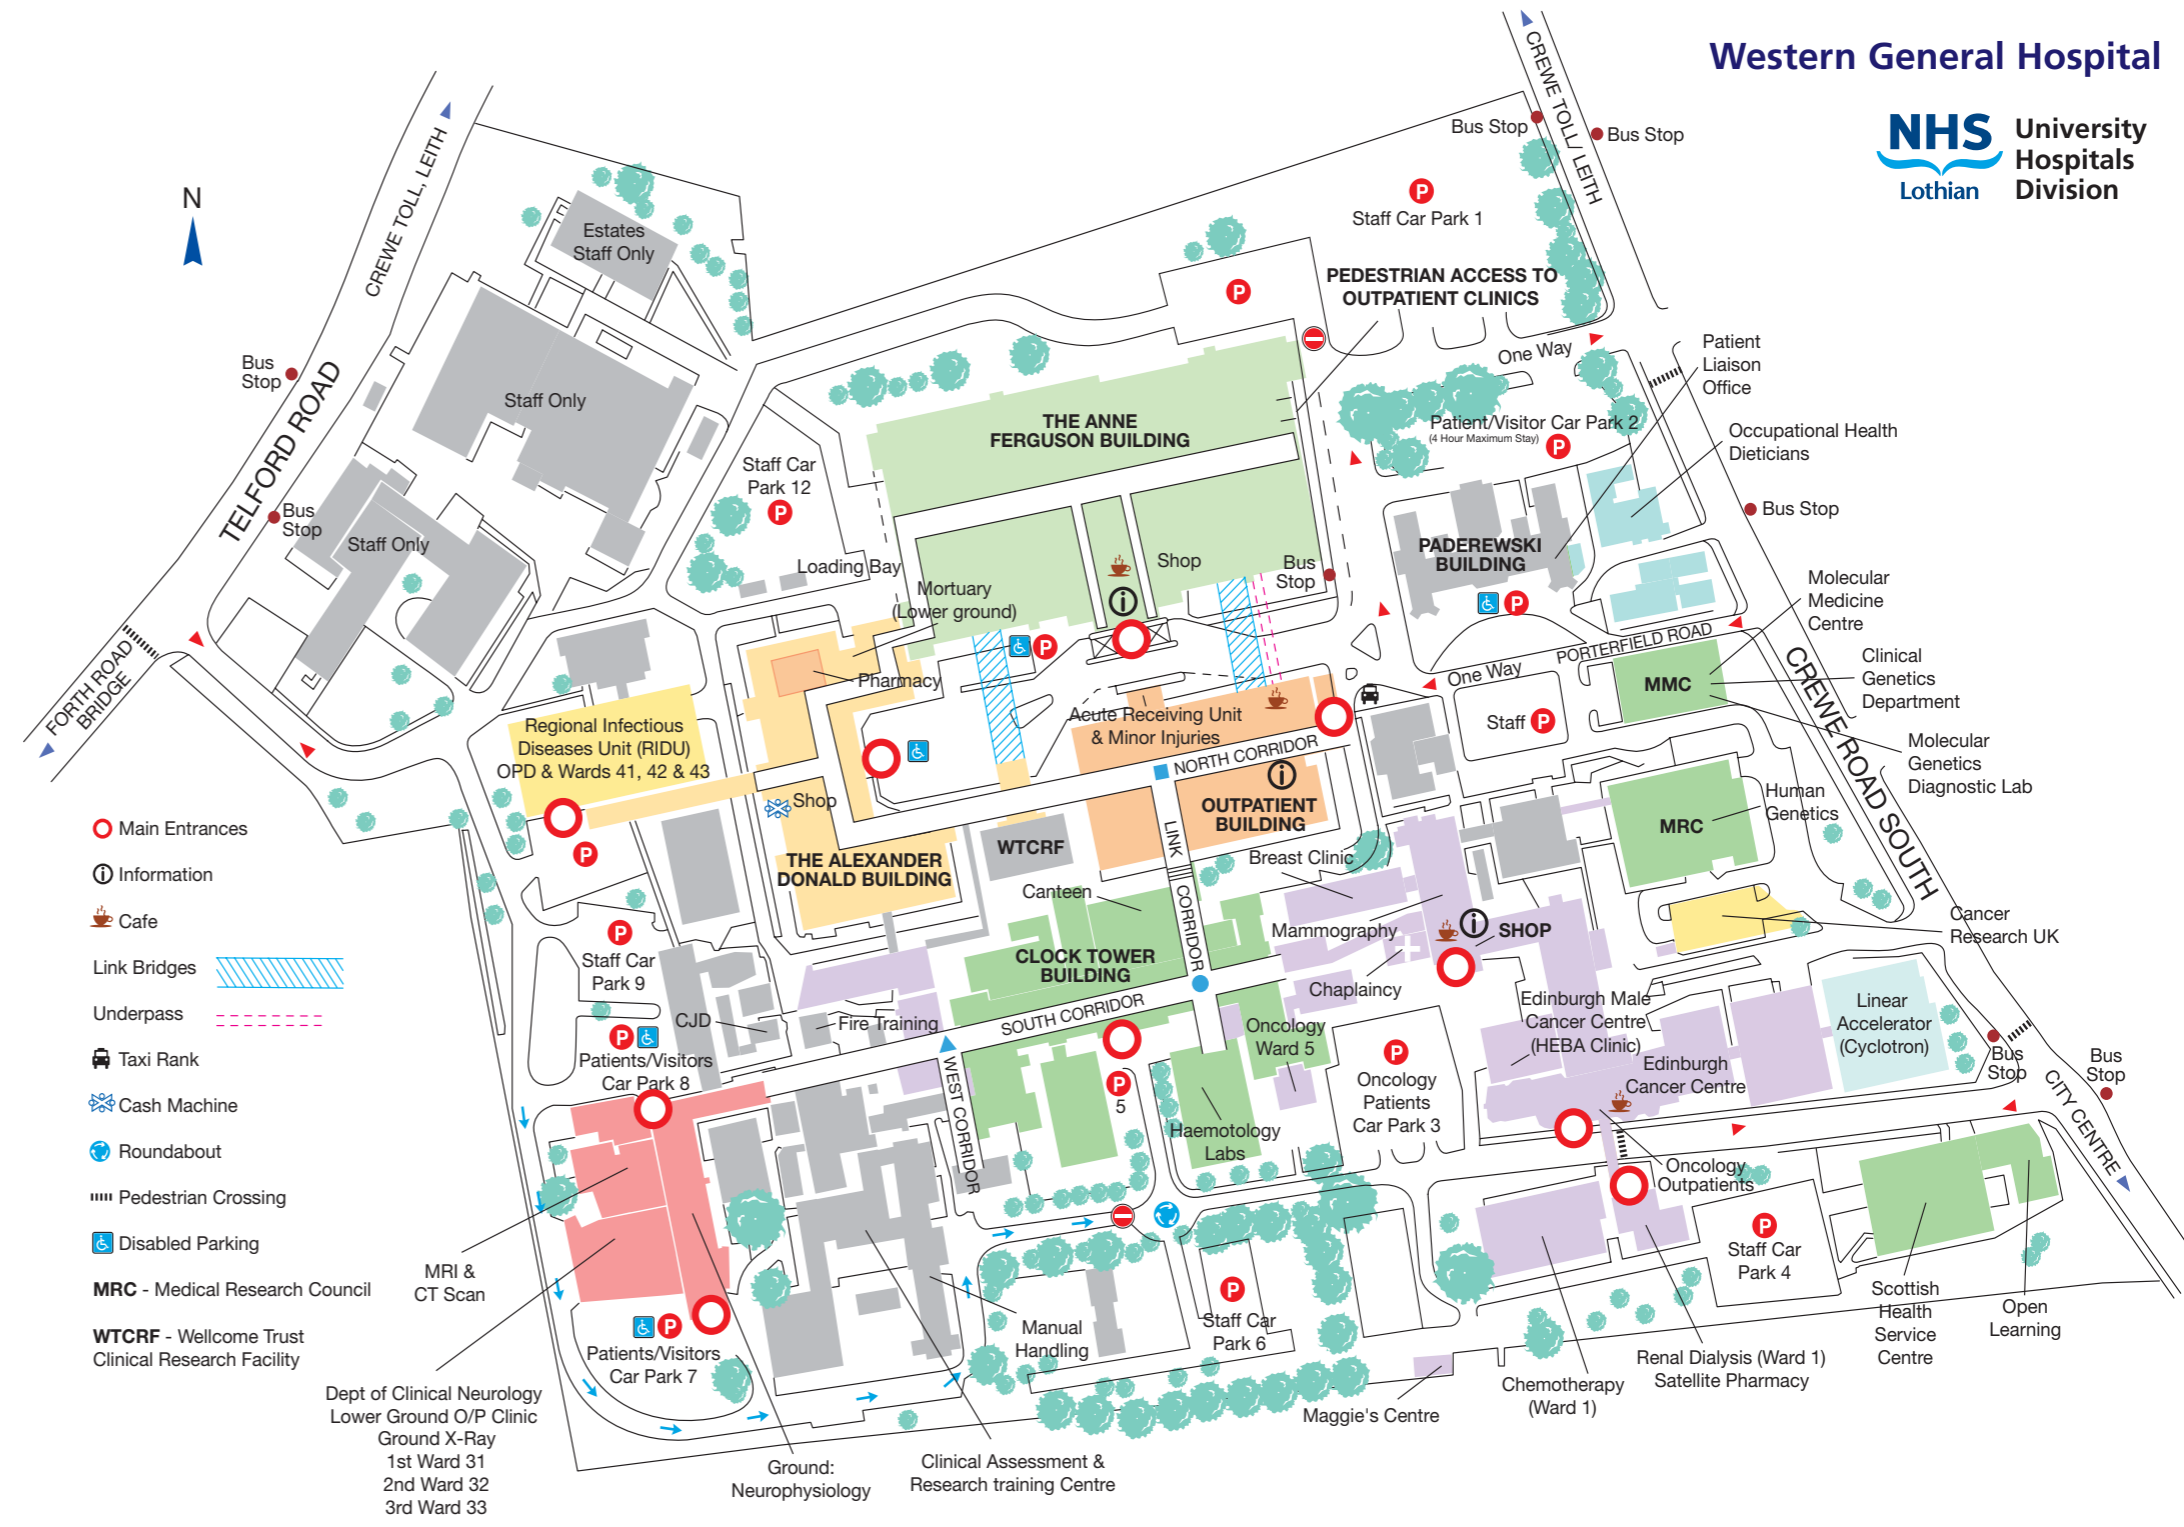 Western General Hospital
NHS
Lothian
University
Hospitals
Division
N
CREWE TOLL, LEITH
CREWE TOLL/ LEITH
Bus Stop
Bus Stop
P
Staff Car Park 1
Estates
Staff Only
PEDESTRIAN ACCESS TO
OUTPATIENT CLINICS
P
One Way
Patient
Liaison
Office
Bus
Stop
TELFORD ROAD
Staff Only
THE ANNE
FERGUSON BUILDING
Patient/Visitor Car Park 2
(4 Hour Maximum Stay)
P
Occupational Health
Dieticians
Staff Car
Park 12
P
Bus
Stop
Staff Only
Bus Stop
Loading Bay
Shop
Bus
Stop
PADEREWSKI
BUILDING
P
Mortuary
(Lower ground)
i
Molecular
Medicine
Centre
PORTERFIELD ROAD
FORTH ROAD
BRIDGE
P
Pharmacy
One Way
MMC
Clinical
Genetics
Department
CREWE ROAD SOUTH
Regional Infectious
Diseases Unit (RIDU)
OPD & Wards 41, 42 & 43
Acute Receiving Unit
& Minor Injuries
Staff P
Molecular
Genetics
Diagnostic Lab
NORTH CORRIDOR
i
Shop
OUTPATIENT
BUILDING
Human
Genetics
MRC
P
LINK
CORRIDOR
WTCRF
THE ALEXANDER
DONALD BUILDING
Breast Clinic
Canteen
Mammography
i
SHOP
Cancer
Research UK
P
Staff Car
Park 9
CLOCK TOWER
BUILDING
Chaplaincy
Edinburgh Male
Cancer Centre
(HEBA Clinic)
Linear
Accelerator
(Cyclotron)
SOUTH CORRIDOR
CJD
Fire Training
Oncology
Ward 5
P
Patients/Visitors
Car Park 8
P
Oncology
Patients
Car Park 3
Edinburgh
Cancer Centre
Bus
Stop
Bus
Stop
CITY CENTRE
WEST CORRIDOR
P
5
Haemotology
Labs
Oncology
Outpatients
P
Staff Car
Park 4
P
Staff Car
Park 6
MRI &
CT Scan
P
Patients/Visitors
Car Park 7
Manual
Handling
Scottish
Health
Service
Centre
Open
Learning
Renal Dialysis (Ward 1)
Satellite Pharmacy
Chemotherapy
(Ward 1)
Maggie's Centre
Dept of Clinical Neurology
Lower Ground O/P Clinic
Ground X-Ray
1st Ward 31
2nd Ward 32
3rd Ward 33
Ground:
Neurophysiology
Clinical Assessment &
Research training Centre
Main Entrances
i Information
Cafe
Link Bridges
Underpass
Taxi Rank
Cash Machine
Roundabout
Pedestrian Crossing
Disabled Parking
MRC - Medical Research Council
WTCRF - Wellcome Trust
Clinical Research Facility